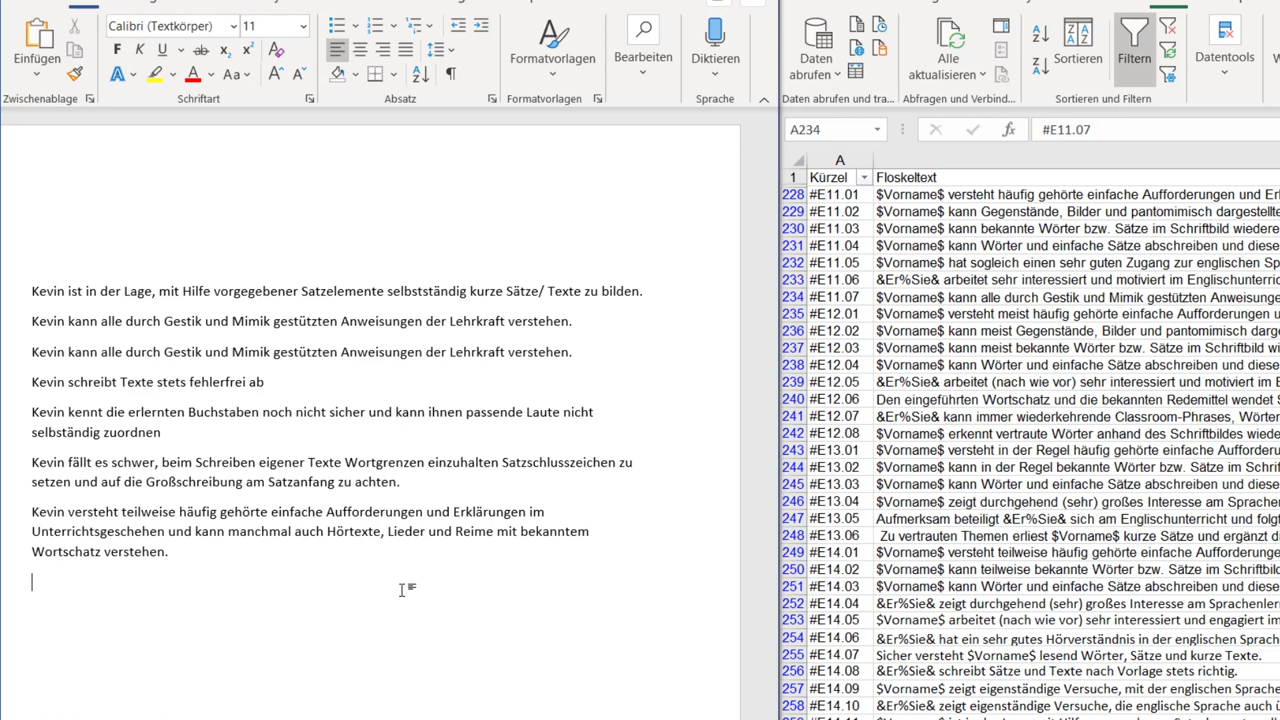 Calibri (Textkörper) 11
F K U ab x₂ x²
A A Aa A A
Einfügen
Formatvorlagen
Bearbeiten
Diktieren
Zwischenablage
Schriftart
Absatz
Formatvorlagen
Sprache
Daten
abrufen
Alle
aktualisieren
Sortieren
Filtern
Datentools
Daten abrufen und tra...
Abfragen und Verbind...
Sortieren und Filtern
Kevin ist in der Lage, mit Hilfe vorgegebener Satzelemente selbstständig kurze Sätze/ Texte zu bilden.
Kevin kann alle durch Gestik und Mimik gestützten Anweisungen der Lehrkraft verstehen.
Kevin kann alle durch Gestik und Mimik gestützten Anweisungen der Lehrkraft verstehen.
Kevin schreibt Texte stets fehlerfrei ab
Kevin kennt die erlernten Buchstaben noch nicht sicher und kann ihnen passende Laute nicht
selbständig zuordnen
Kevin fällt es schwer, beim Schreiben eigener Texte Wortgrenzen einzuhalten Satzschlusszeichen zu
setzen und auf die Großschreibung am Satzanfang zu achten.
Kevin versteht teilweise häufig gehörte einfache Aufforderungen und Erklärungen im
Unterrichtsgeschehen und kann manchmal auch Hörtexte, Lieder und Reime mit bekanntem
Wortschatz verstehen.
A234 fx #E11.07
A
1 Kürzel Floskeltext
228 #E11.01 $Vorname$ versteht häufig gehörte einfache Aufforderungen und
229 #E11.02 $Vorname$ kann Gegenstände, Bilder und pantomimisch
230 #E11.03 $Vorname$ kann bekannte Wörter bzw. Sätze im Schriftbild
231 #E11.04 $Vorname$ kann Wörter und einfache Sätze abschreiben und
232 #E11.05 $Vorname$ hat sogleich einen sehr guten Zugang zur englischen
233 #E11.06 &Er%Sie& arbeitet sehr interessiert und motiviert im
234 #E11.07 $Vorname$ kann alle durch Gestik und Mimik gestützten
235 #E12.01 $Vorname$ versteht meist häufig gehörte einfache Aufforderungen
236 #E12.02 $Vorname$ kann meist Gegenstände, Bilder und pantomimisch
237 #E12.03 $Vorname$ kann meist bekannte Wörter bzw. Sätze im Schriftbild
238 #E12.04 $Vorname$ kann Wörter und einfache Sätze abschreiben und
239 #E12.05 &Er%Sie& arbeitet (nach wie vor) sehr interessiert und motiviert im
240 #E12.06 Den eingeführten Wortschatz und die bekannten Redemittel wendet
241 #E12.07 &Er%Sie& kann immer wiederkehrende Classroom-Phrases,
242 #E12.08 $Vorname$ erkennt vertraute Wörter anhand des Schriftbildes
243 #E13.01 $Vorname$ versteht in der Regel häufig gehörte einfache
244 #E13.02 $Vorname$ kann in der Regel bekannte Wörter bzw. Sätze im
245 #E13.03 $Vorname$ kann Wörter und einfache Sätze abschreiben und
246 #E13.04 $Vorname$ zeigt durchgehend (sehr) großes Interesse am
247 #E13.05 Aufmerksam beteiligt &Er%Sie& sich am Englischunterricht und
248 #E13.06 Zu vertrauten Themen erliest $Vorname$ kurze Sätze und ergänzt
249 #E14.01 $Vorname$ versteht teilweise häufig gehörte einfache
250 #E14.02 $Vorname$ kann teilweise bekannte Wörter bzw. Sätze im
251 #E14.03 $Vorname$ kann Wörter und einfache Sätze abschreiben und
252 #E14.04 &Er%Sie& zeigt durchgehend (sehr) großes Interesse am
253 #E14.05 $Vorname$ arbeitet (nach wie vor) sehr interessiert und engagiert im
254 #E14.06 &Er%Sie& hat ein sehr gutes Hörverständnis in der englischen
255 #E14.07 Sicher versteht $Vorname$ lesend Wörter, Sätze und kurze Texte.
256 #E14.08 &Er%Sie& schreibt Sätze und Texte nach Vorlage stets richtig.
257 #E14.09 $Vorname$ zeigt eigenständige Versuche, mit der englischen
258 #E14.10 &Er%Sie& zeigt eigenständige Versuche, die englische Sprache auch